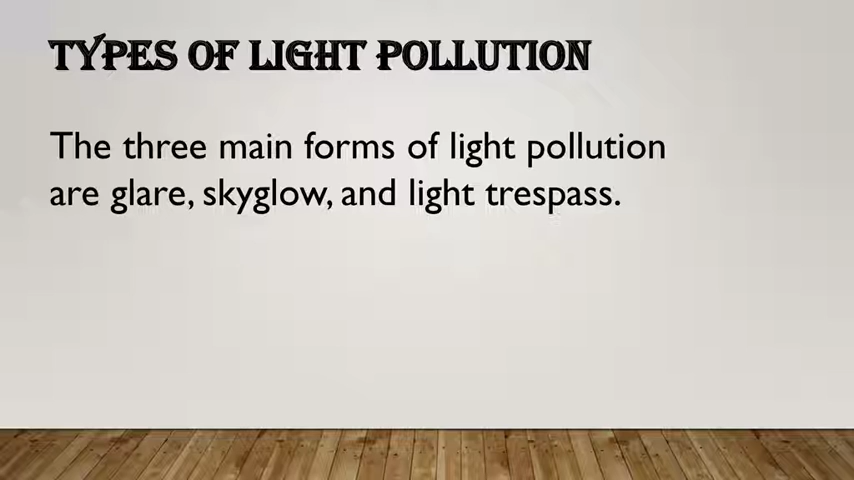 TYPES OF LIGHT POLLUTION
The three main forms of light pollution
are glare, skyglow, and light trespass.